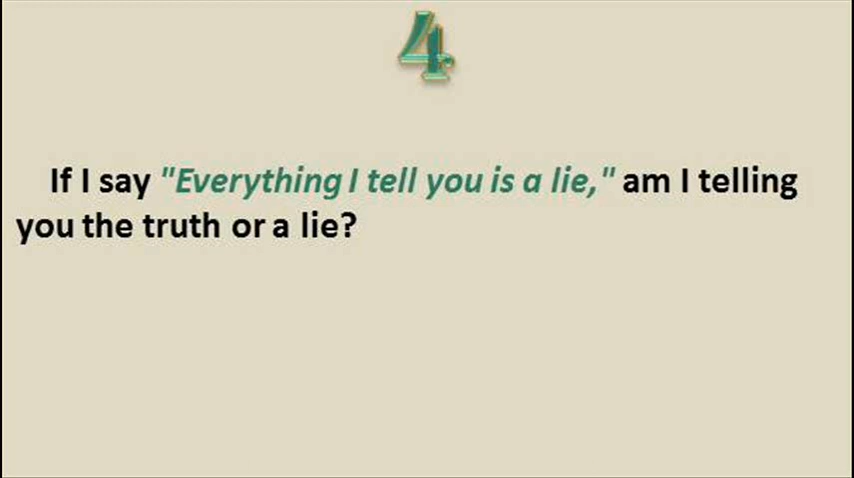 4
If I say "Everything I tell you is a lie," am I telling
you the truth or a lie?